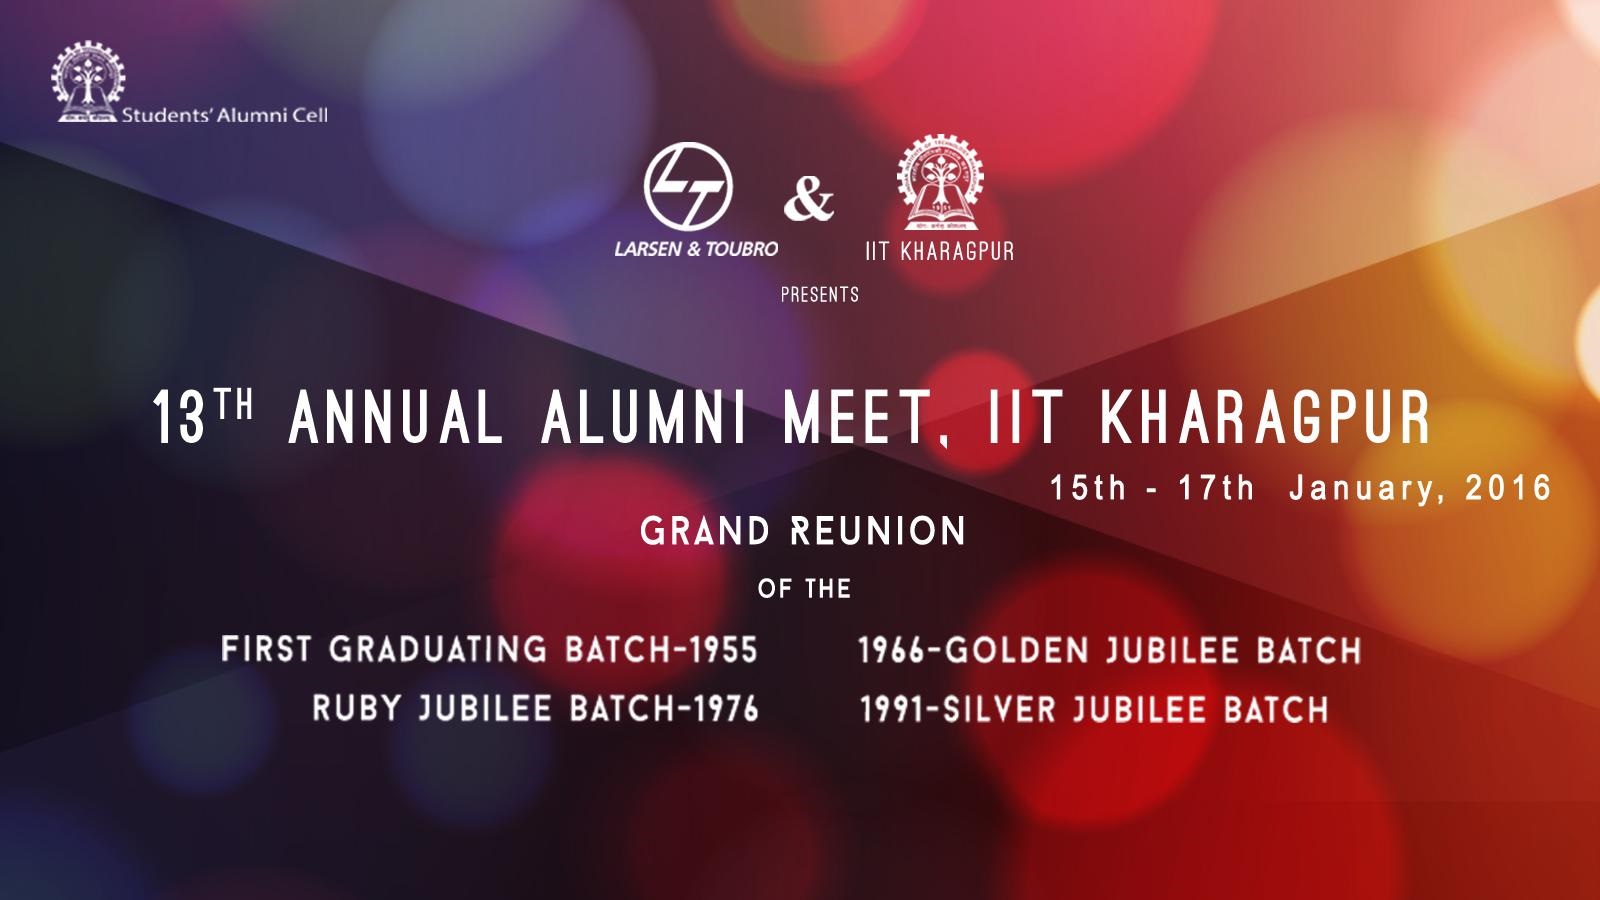 Students' Alumni Cell
LT
&
LARSEN & TOUBRO
1951
IIT KHARAGPUR
PRESENTS
13TH ANNUAL ALUMNI MEET, IIT KHARAGPUR
15th - 17th January, 2016
GRAND REUNION
OF THE
FIRST GRADUATING BATCH-1955
1966-GOLDEN JUBILEE BATCH
RUBY JUBILEE BATCH-1976
1991-SILVER JUBILEE BATCH